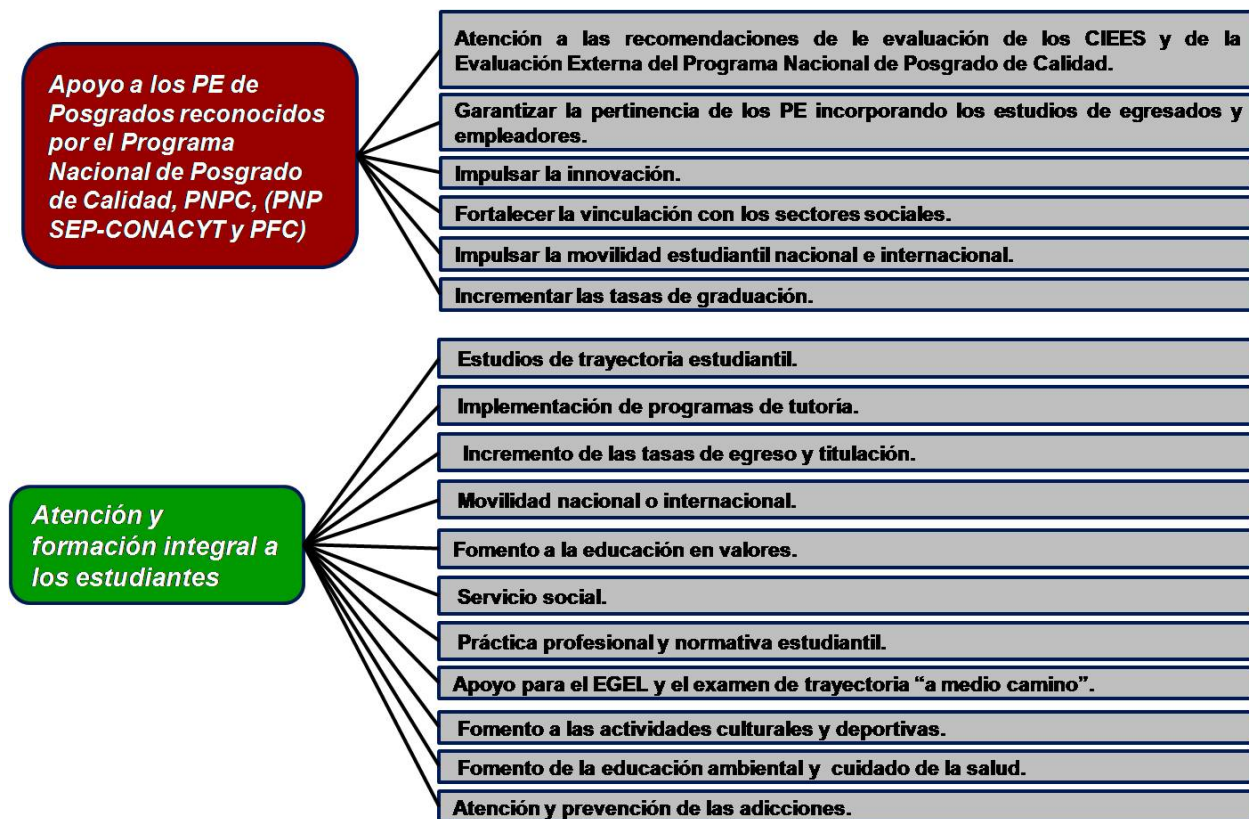 Apoyo a los PE de
Posgrados reconocidos
por el Programa
Nacional de Posgrado
de Calidad, PNPC, (PNP
SEP-CONACYT y PFC)
Atención a las recomendaciones de le evaluación de los CIEES y de la
Evaluación Externa del Programa Nacional de Posgrado de Calidad.
Garantizar la pertinencia de los PE incorporando los estudios de egresados y
empleadores.
Impulsar la innovación.
Fortalecer la vinculación con los sectores sociales.
Impulsar la movilidad estudiantil nacional e internacional.
Incrementar las tasas de graduación.
Atención y
formación integral a
los estudiantes
Estudios de trayectoria estudiantil.
Implementación de programas de tutoría.
Incremento de las tasas de egreso y titulación.
Movilidad nacional o internacional.
Fomento a la educación en valores.
Servicio social.
Práctica profesional y normativa estudiantil.
Apoyo para el EGEL y el examen de trayectoria “a medio camino”.
Fomento a las actividades culturales y deportivas.
Fomento de la educación ambiental y cuidado de la salud.
Atención y prevención de las adicciones.